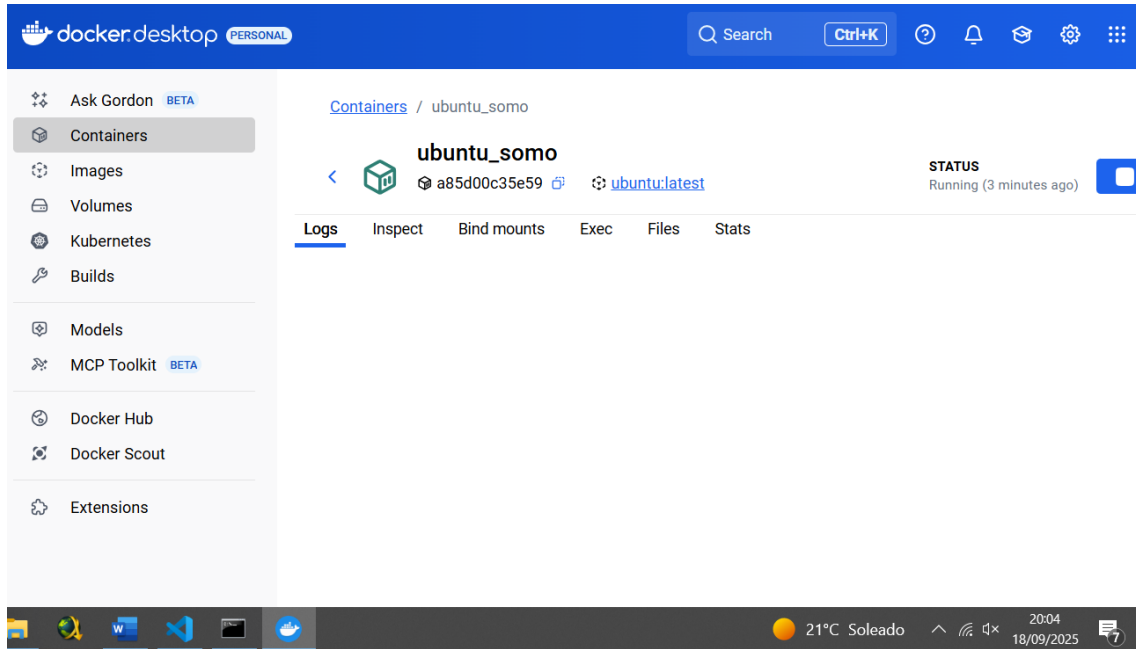 docker.desktop PERSONAL
Search Ctrl+K
Ask Gordon BETA
Containers
Images
Volumes
Kubernetes
Builds
Models
MCP Toolkit BETA
Docker Hub
Docker Scout
Extensions
Containers / ubuntu_somo
ubuntu_somo
a85d00c35e59 ubuntu:latest
STATUS
Running (3 minutes ago)
Logs Inspect Bind mounts Exec Files Stats
21°C Soleado
20:04
18/09/2025
7